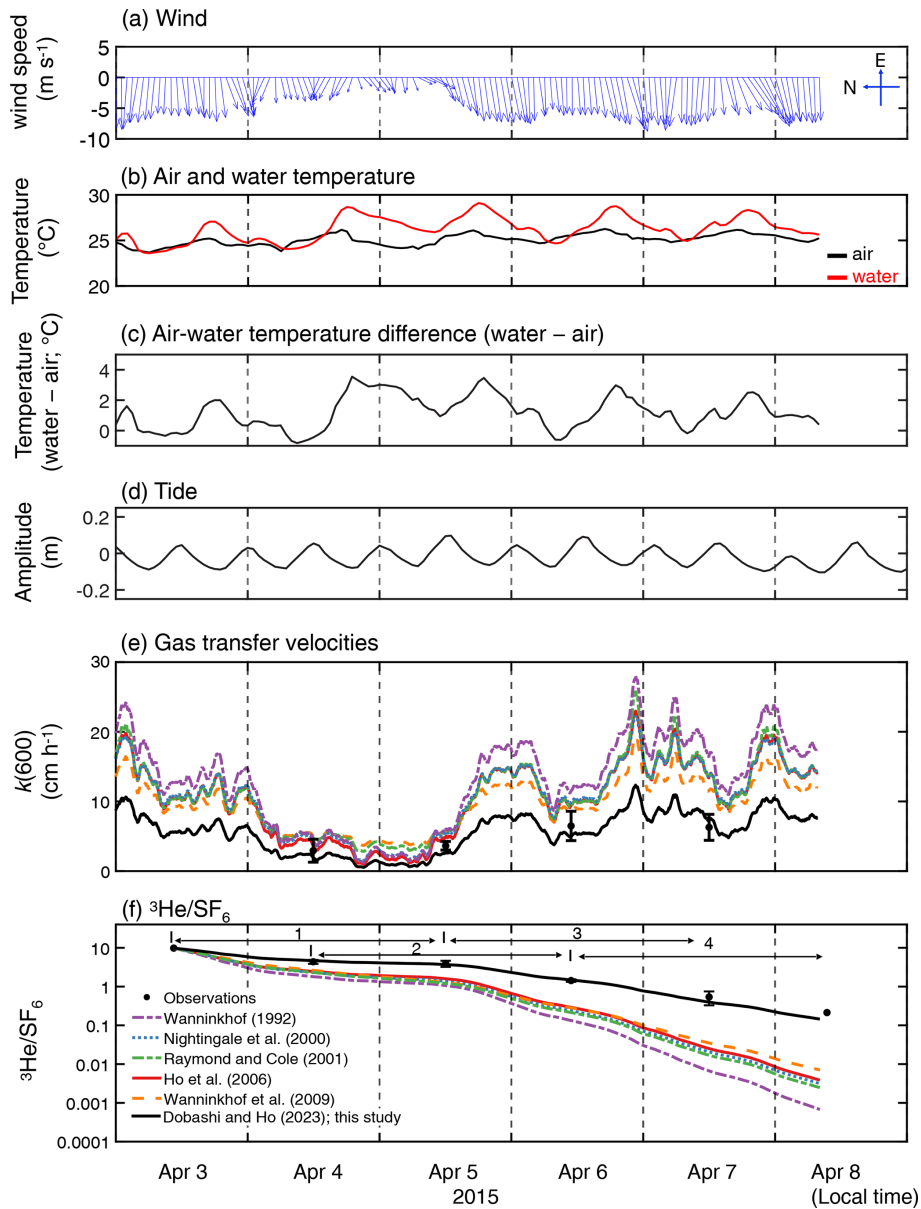 (a) Wind
wind speed
(m s-1)
5
0
-5
-10
E
N
(b) Air and water temperature
Temperature
(°C)
30
25
20
air
water
(c) Air-water temperature difference (water – air)
Temperature
(water – air; °C)
4
2
0
(d) Tide
Amplitude
(m)
0.2
0
-0.2
(e) Gas transfer velocities
k(600)
(cm h-1)
30
20
10
0
(f) ³He/SF₆
³He/SF₆
10
1
0.1
0.01
0.001
0.0001
1
2
3
4
Observations
Wanninkhof (1992)
Nightingale et al. (2000)
Raymond and Cole (2001)
Ho et al. (2006)
Wanninkhof et al. (2009)
Dobashi and Ho (2023); this study
Apr 3 Apr 4 Apr 5 Apr 6 Apr 7 Apr 8
2015 (Local time)